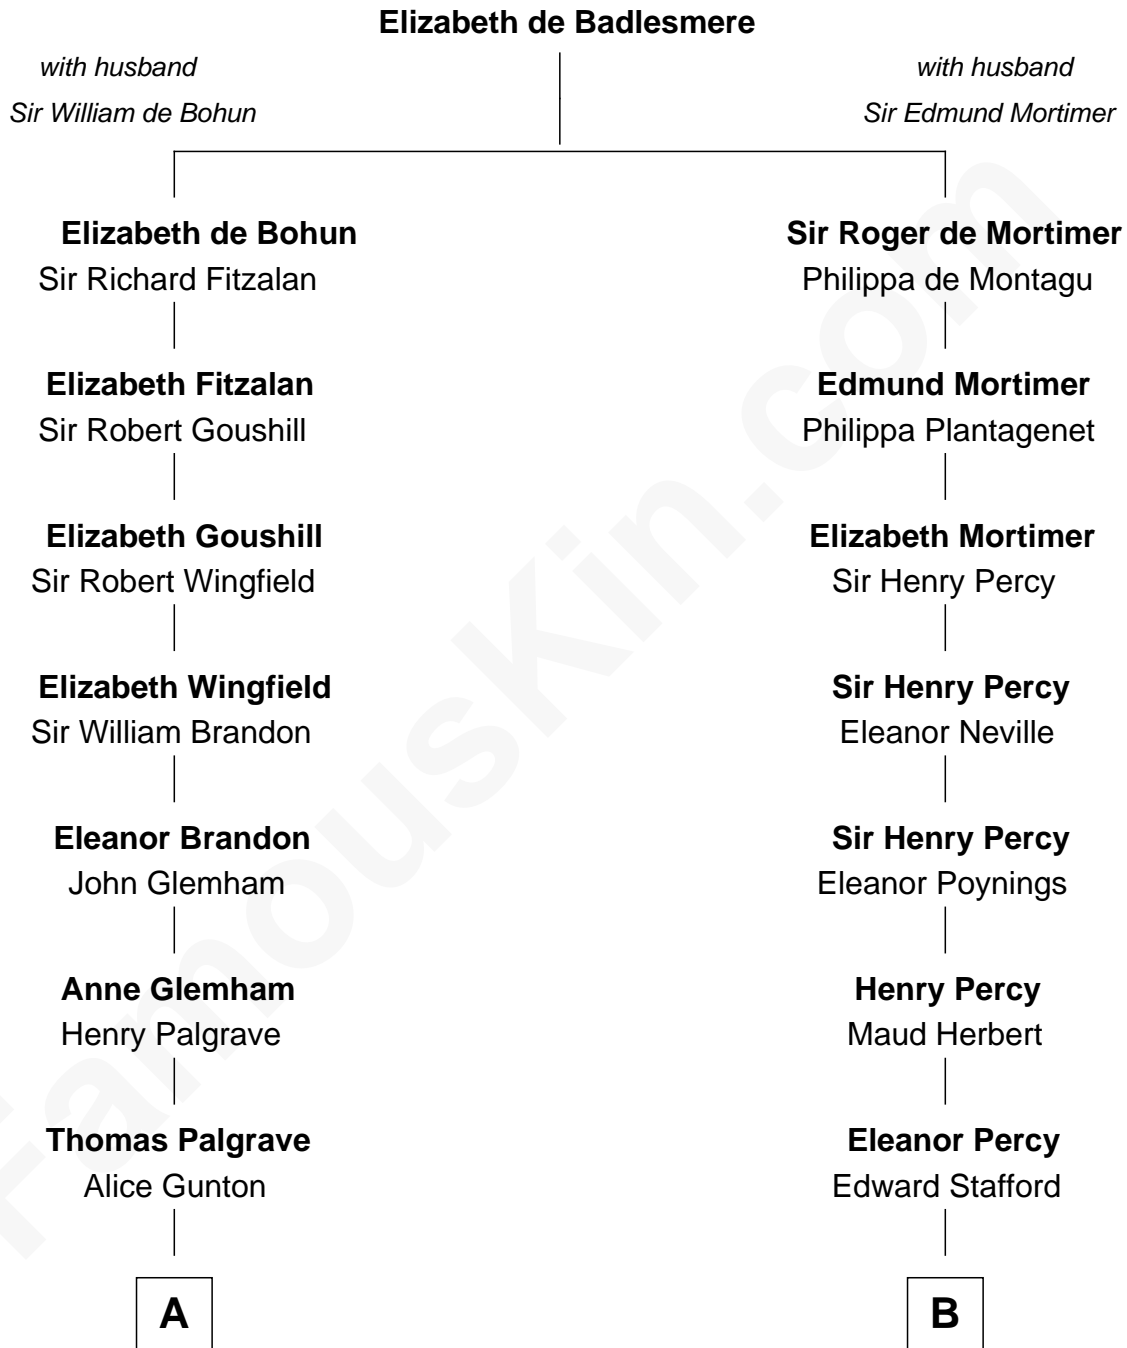 Elizabeth de Badlesmere
with husband
Sir William de Bohun
with husband
Sir Edmund Mortimer
Elizabeth de Bohun
Sir Richard Fitzalan
Sir Roger de Mortimer
Philippa de Montagu
Elizabeth Fitzalan
Sir Robert Goushill
Edmund Mortimer
Philippa Plantagenet
Elizabeth Goushill
Sir Robert Wingfield
Elizabeth Mortimer
Sir Henry Percy
Elizabeth Wingfield
Sir William Brandon
Sir Henry Percy
Eleanor Neville
Eleanor Brandon
John Glemham
Sir Henry Percy
Eleanor Poynings
Anne Glemham
Henry Palgrave
Henry Percy
Maud Herbert
Thomas Palgrave
Alice Gunton
Eleanor Percy
Edward Stafford
A
B
FamousKin.com